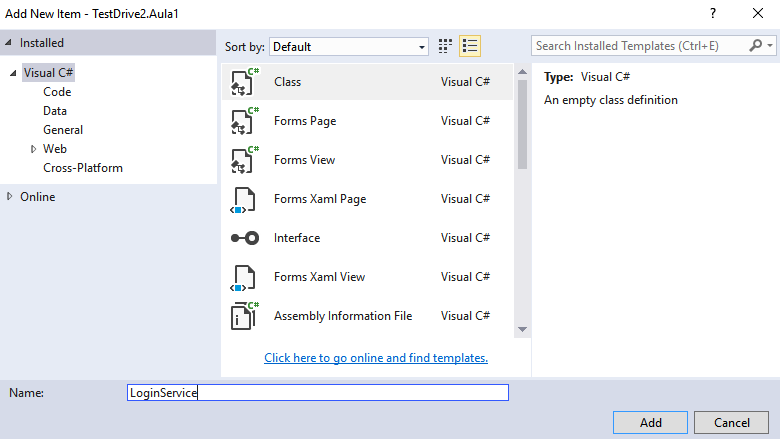 Add New Item - TestDrive2.Aula1
? ×
Installed
Sort by: Default
Search Installed Templates (Ctrl+E)
Visual C#
Code
Data
General
Web
Cross-Platform
Online
C# Class Visual C#
C# Forms Page Visual C#
C# Forms View Visual C#
Forms Xaml Page Visual C#
Interface Visual C#
Forms Xaml View Visual C#
C# Assembly Information File Visual C#
Click here to go online and find templates.
Type: Visual C#
An empty class definition
Name: LoginService
Add Cancel